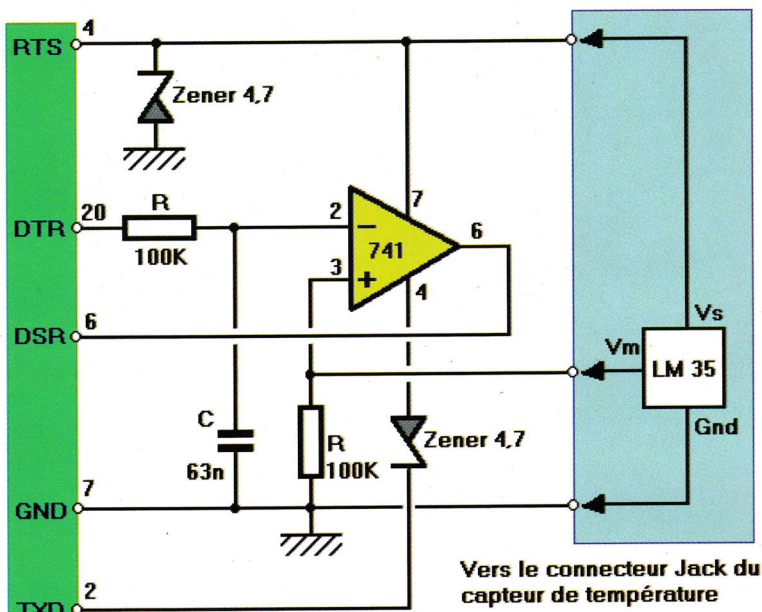 4
RTS
Zener 4,7
20
R
2
7
6
DTR
−
741
100K
3
+
4
6
DSR
Vs
Vm
LM 35
C
R
Zener 4,7
Gnd
63n
100K
7
GND
2
TXD
Vers le connecteur Jack du
capteur de température